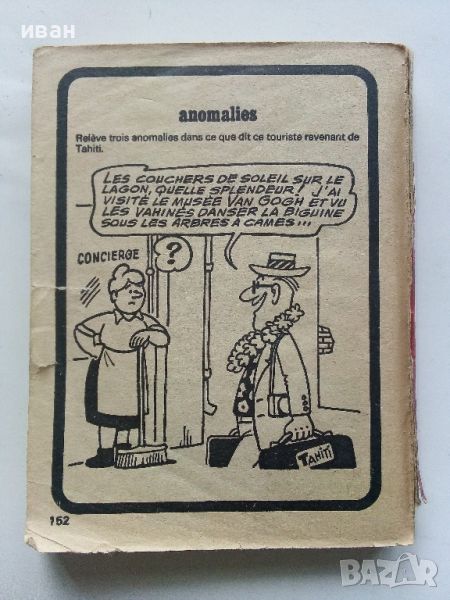 иван
anomalies
Relève trois anomalies dans ce que dit ce touriste revenant de
Tahiti.
LES COUCHERS DE SOLEIL SUR LE
LAGON, QUELLE SPLENDEUR! J'AI
VISITÉ LE MUSÉE VAN GOGH ET VU
LES VAHINÉS DANSER LA BIGUINE
SOUS LES ARBRES A CAMES...
CONCIERGE
?
TAHITI
152
BAZAR